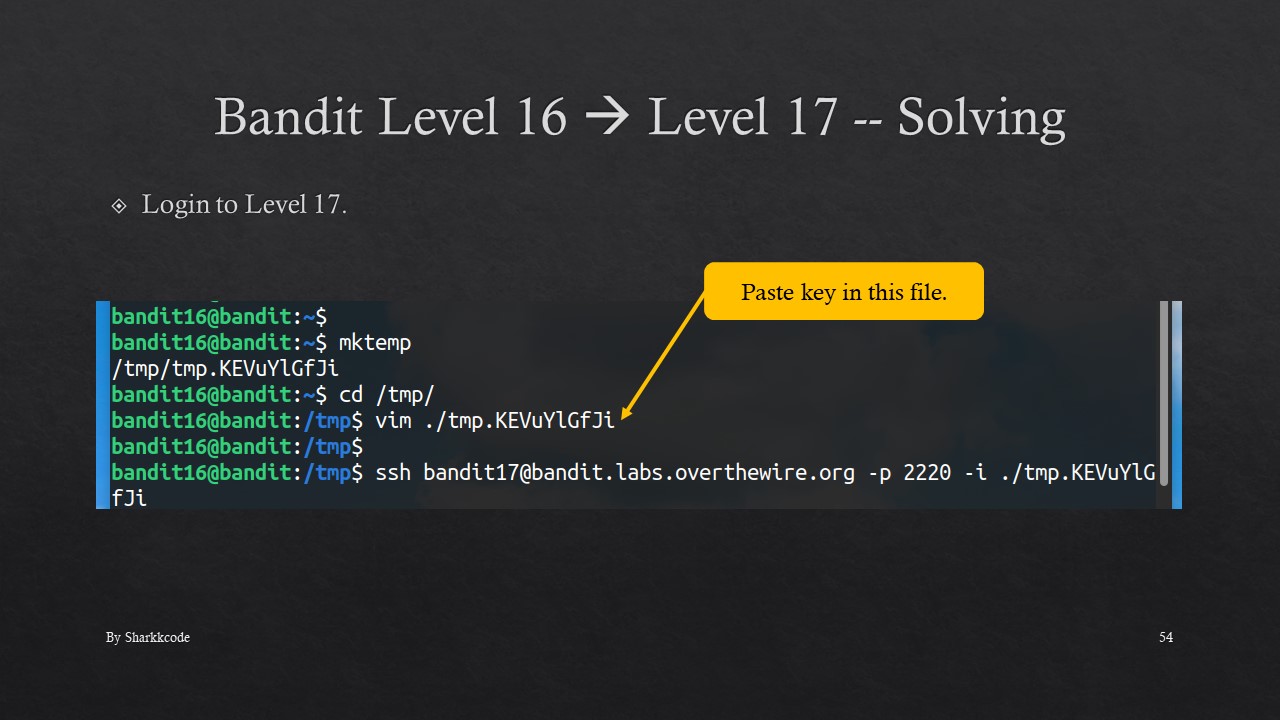 Bandit Level 16 → Level 17 -- Solving
Login to Level 17.
Paste key in this file.
bandit16@bandit:~$
bandit16@bandit:~$ mktemp
/tmp/tmp.KEVuYlGfJi
bandit16@bandit:~$ cd /tmp/
bandit16@bandit:/tmp$ vim ./tmp.KEVuYlGfJi
bandit16@bandit:/tmp$
bandit16@bandit:/tmp$ ssh bandit17@bandit.labs.overthewire.org -p 2220 -i ./tmp.KEVuYlG
fJi
By Sharkkcode
54